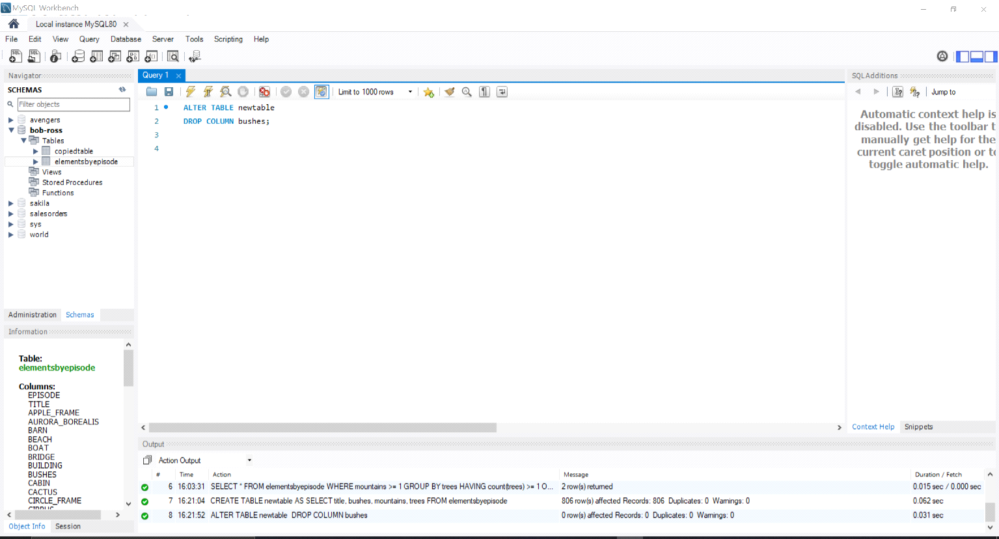 MySQL Workbench
Local instance MySQL80
File Edit View Query Database Server Tools Scripting Help
Navigator
SCHEMAS
Filter objects
avengers
bob-ross
Tables
copiedtable
elementsbyepisode
Views
Stored Procedures
Functions
sakila
salesorders
sys
world
Administration Schemas
Information
Table:
elementsbyepisode
Columns:
EPISODE
TITLE
APPLE_FRAME
AURORA_BOREALIS
BARN
BEACH
BOAT
BRIDGE
BUILDING
BUSHES
CABIN
CACTUS
CIRCLE_FRAME
Object Info Session
Query 1
Limit to 1000 rows
1 ALTER TABLE newtable
2 DROP COLUMN bushes;
3
4
SQLAdditions
Jump to
Automatic context help is
disabled. Use the toolbar
manually get help for the
current caret position or
toggle automatic help.
Context Help Snippets
Output
Action Output
# Time Action Message Duration / Fetch
6 16:03:31 SELECT * FROM elementsbyepisode WHERE mountains >= 1 GROUP BY trees HAVING count(trees) >= 1 O... 2 row(s) returned 0.015 sec / 0.000 sec
7 16:21:04 CREATE TABLE newtable AS SELECT title, bushes, mountains, trees FROM elementsbyepisode 806 row(s) affected Records: 806 Duplicates: 0 Warnings: 0 0.062 sec
8 16:21:52 ALTER TABLE newtable DROP COLUMN bushes 0 row(s) affected Records: 0 Duplicates: 0 Warnings: 0 0.031 sec